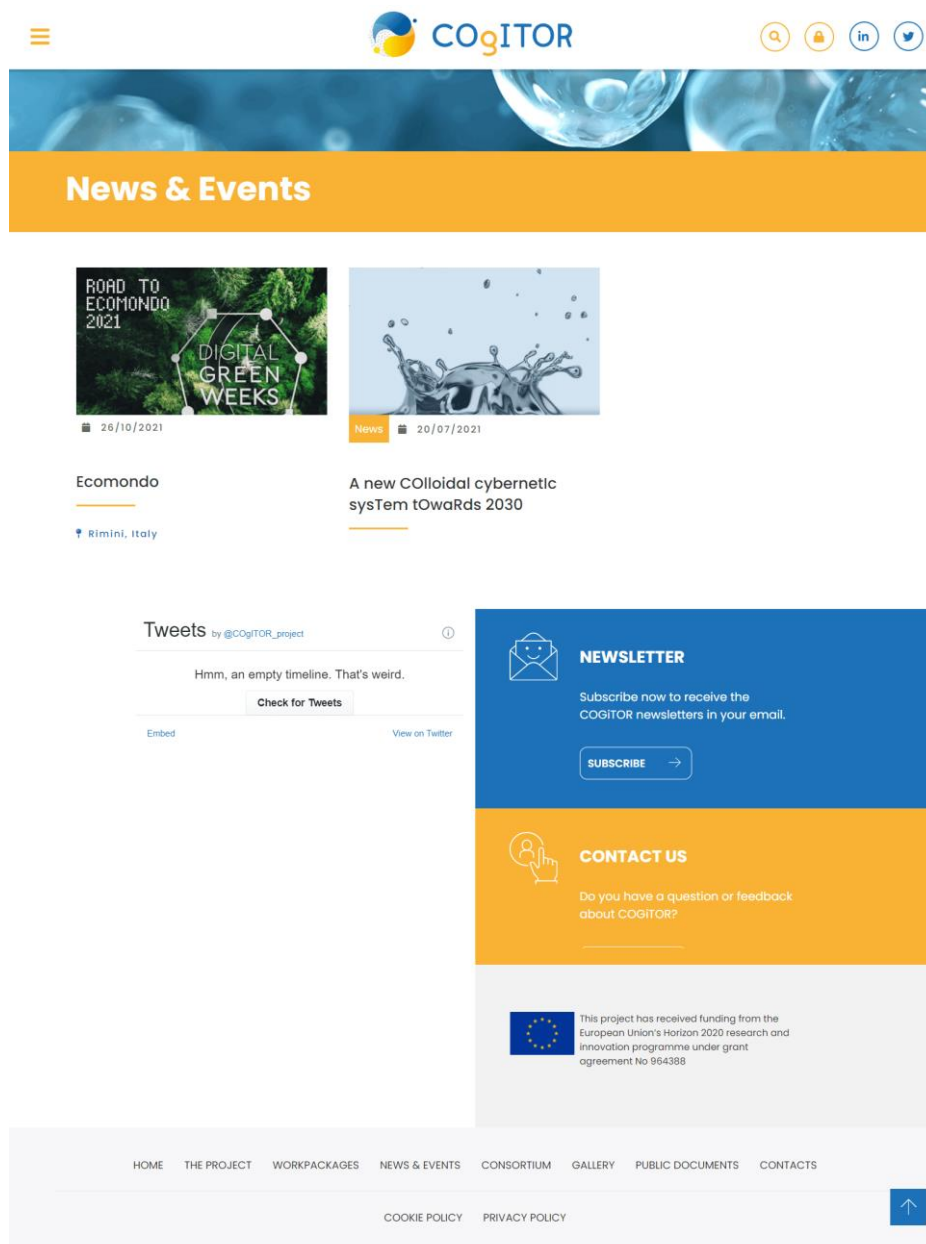 COgITOR
in
News & Events
ROAD TO
ECOMONDO
2021
DIGITAL
GREEN
WEEKS
26/10/2021
Ecomondo
Rimini, Italy
News 20/07/2021
A new COlloidal cybernetIc
sysTem tOwaRds 2030
Tweets by @COgITOR_project
Hmm, an empty timeline. That's weird.
Check for Tweets
Embed View on Twitter
NEWSLETTER
Subscribe now to receive the
COGiTOR newsletters in your email.
SUBSCRIBE
CONTACT US
Do you have a question or feedback
about COGiTOR?
This project has received funding from the
European Union's Horizon 2020 research and
innovation programme under grant
agreement No 964388
HOME THE PROJECT WORKPACKAGES NEWS & EVENTS CONSORTIUM GALLERY PUBLIC DOCUMENTS CONTACTS
COOKIE POLICY PRIVACY POLICY